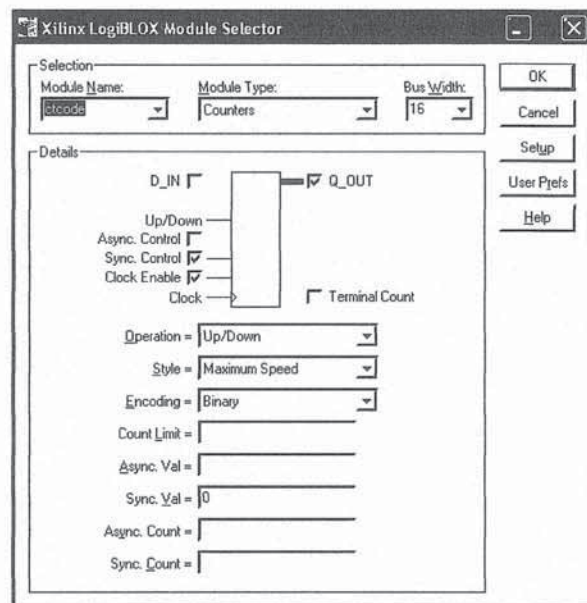 Xilinx LogiBLOX Module Selector
Selection
Module Name: Module Type: Bus Width:
ctcode Counters 16
OK
Cancel
Setup
User Prefs
Help
Details
D_IN Q_OUT
Up/Down
Async. Control
Sync. Control
Clock Enable
Clock Terminal Count
Operation = Up/Down
Style = Maximum Speed
Encoding = Binary
Count Limit =
Async. Val =
Sync. Val = 0
Async. Count =
Sync. Count =